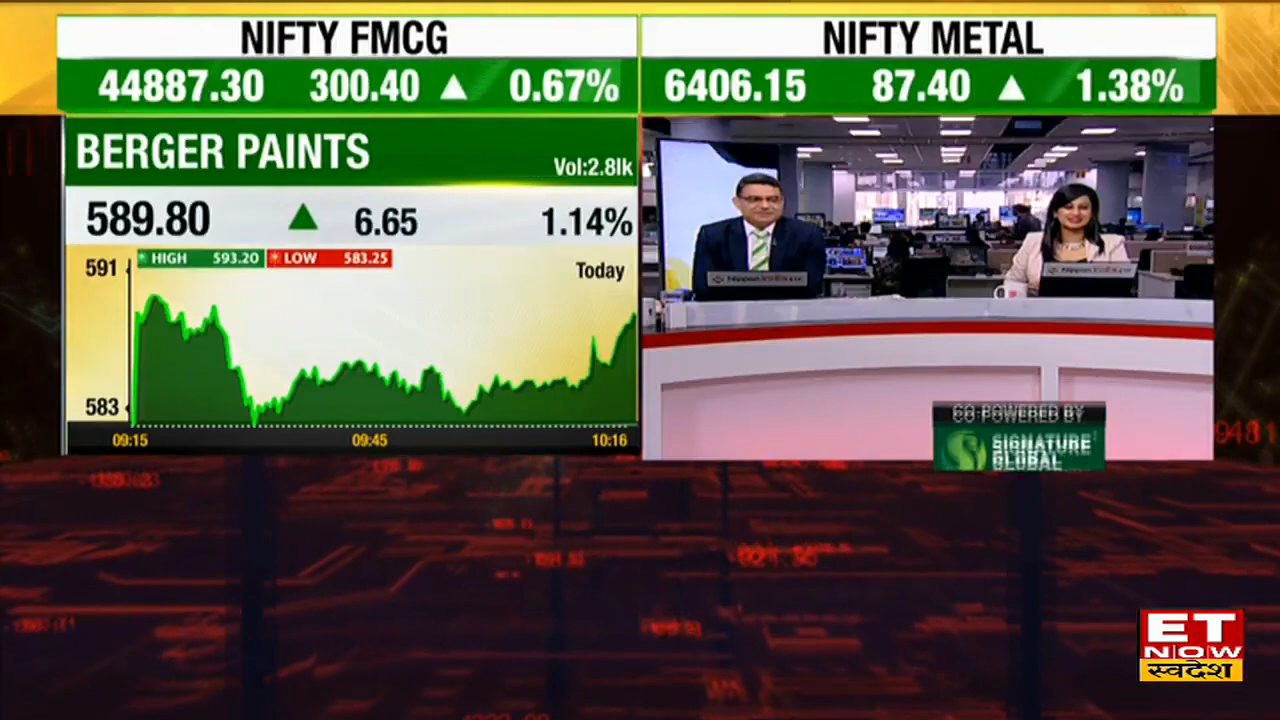 NIFTY FMCG
44887.30 300.40 ▲ 0.67%
NIFTY METAL
6406.15 87.40 ▲ 1.38%
BERGER PAINTS
Vol:2.8lk
589.80 ▲ 6.65 1.14%
HIGH 593.20 LOW 583.25
Today
591
583
09:15 09:45 10:16
CO-POWERED BY
SIGNATURE
GLOBAL
ET
NOW
स्वदेश